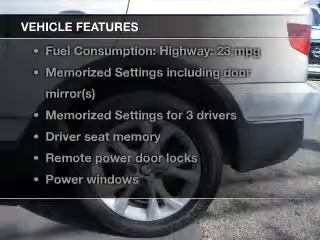 VEHICLE FEATURES
• Fuel Consumption: Highway: 23 mpg
• Memorized Settings including door
mirror(s)
• Memorized Settings for 3 drivers
• Driver seat memory
• Remote power door locks
• Power windows